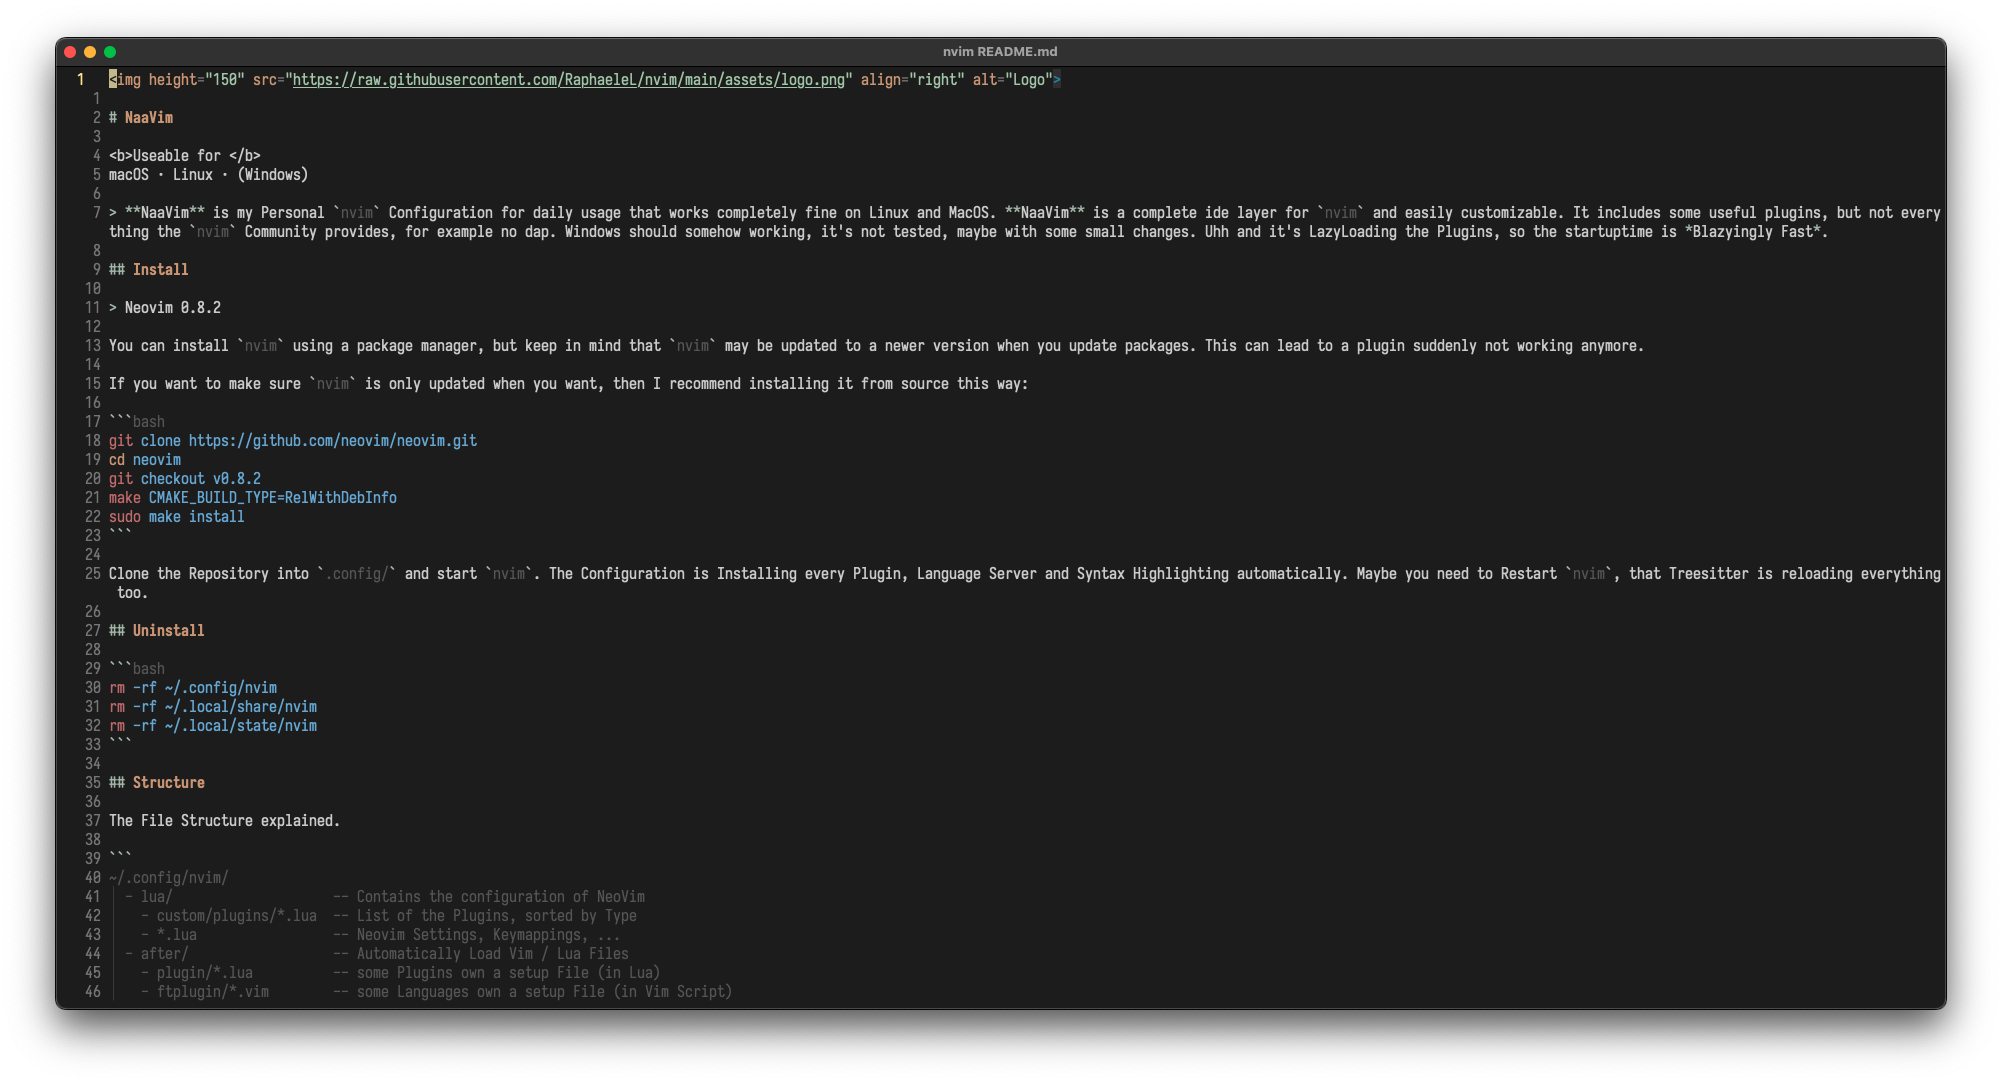 nvim README.md
1 <img height="150" src="https://raw.githubusercontent.com/RaphaeleL/nvim/main/assets/logo.png" align="right" alt="Logo">
1
2 # NaaVim
3
4 <b>Useable for </b>
5 macOS · Linux · (Windows)
6
7 > **NaaVim** is my Personal `nvim` Configuration for daily usage that works completely fine on Linux and MacOS. **NaaVim** is a complete ide layer for `nvim` and easily customizable. It includes some useful plugins, but not every
thing the `nvim` Community provides, for example no dap. Windows should somehow working, it's not tested, maybe with some small changes. Uhh and it's LazyLoading the Plugins, so the startuptime is *Blazyingly Fast*.
8
9 ## Install
10
11 > Neovim 0.8.2
12
13 You can install `nvim` using a package manager, but keep in mind that `nvim` may be updated to a newer version when you update packages. This can lead to a plugin suddenly not working anymore.
14
15 If you want to make sure `nvim` is only updated when you want, then I recommend installing it from source this way:
16
17 ```bash
18 git clone https://github.com/neovim/neovim.git
19 cd neovim
20 git checkout v0.8.2
21 make CMAKE_BUILD_TYPE=RelWithDebInfo
22 sudo make install
23 ```
24
25 Clone the Repository into `.config/` and start `nvim`. The Configuration is Installing every Plugin, Language Server and Syntax Highlighting automatically. Maybe you need to Restart `nvim`, that Treesitter is reloading everything
too.
26
27 ## Uninstall
28
29 ```bash
30 rm -rf ~/.config/nvim
31 rm -rf ~/.local/share/nvim
32 rm -rf ~/.local/state/nvim
33 ```
34
35 ## Structure
36
37 The File Structure explained.
38
39 ```
40 ~/.config/nvim/
41   - lua/                    -- Contains the configuration of NeoVim
42     - custom/plugins/*.lua  -- List of the Plugins, sorted by Type
43     - *.lua                 -- Neovim Settings, Keymappings, ...
44   - after/                  -- Automatically Load Vim / Lua Files
45     - plugin/*.lua          -- some Plugins own a setup File (in Lua)
46     - ftplugin/*.vim        -- some Languages own a setup File (in Vim Script)